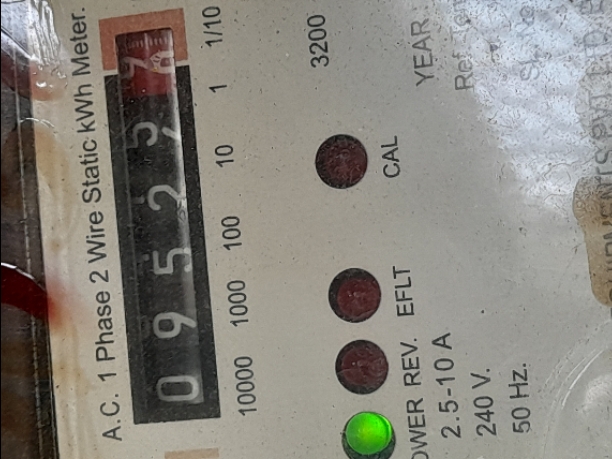 A.C. 1 Phase 2 Wire Static kWh Meter.
0 9 5 2
10000 1000 100 10 1 1/10
3200
OWER REV. EFLT CAL YEAR
2.5-10 A
240 V.
50 Hz.